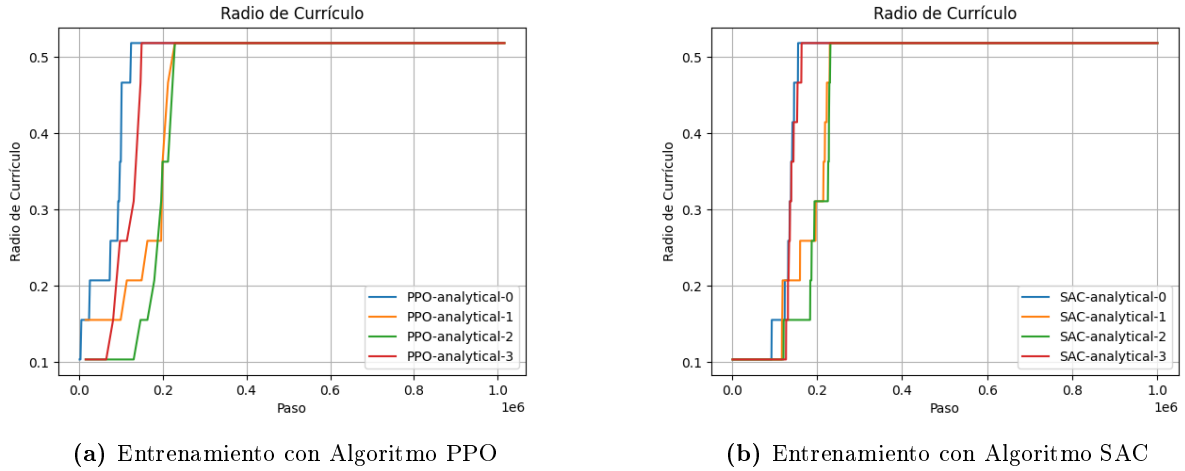 Radio de Currículo
Radio de Currículo
0.5
0.4
0.3
0.2
0.1
PPO-analytical-0
PPO-analytical-1
PPO-analytical-2
PPO-analytical-3
0.0 0.2 0.4 0.6 0.8 1.0
1e6
Paso
(a) Entrenamiento con Algoritmo PPO
Radio de Currículo
Radio de Currículo
0.5
0.4
0.3
0.2
0.1
SAC-analytical-0
SAC-analytical-1
SAC-analytical-2
SAC-analytical-3
0.0 0.2 0.4 0.6 0.8 1.0
1e6
Paso
(b) Entrenamiento con Algoritmo SAC